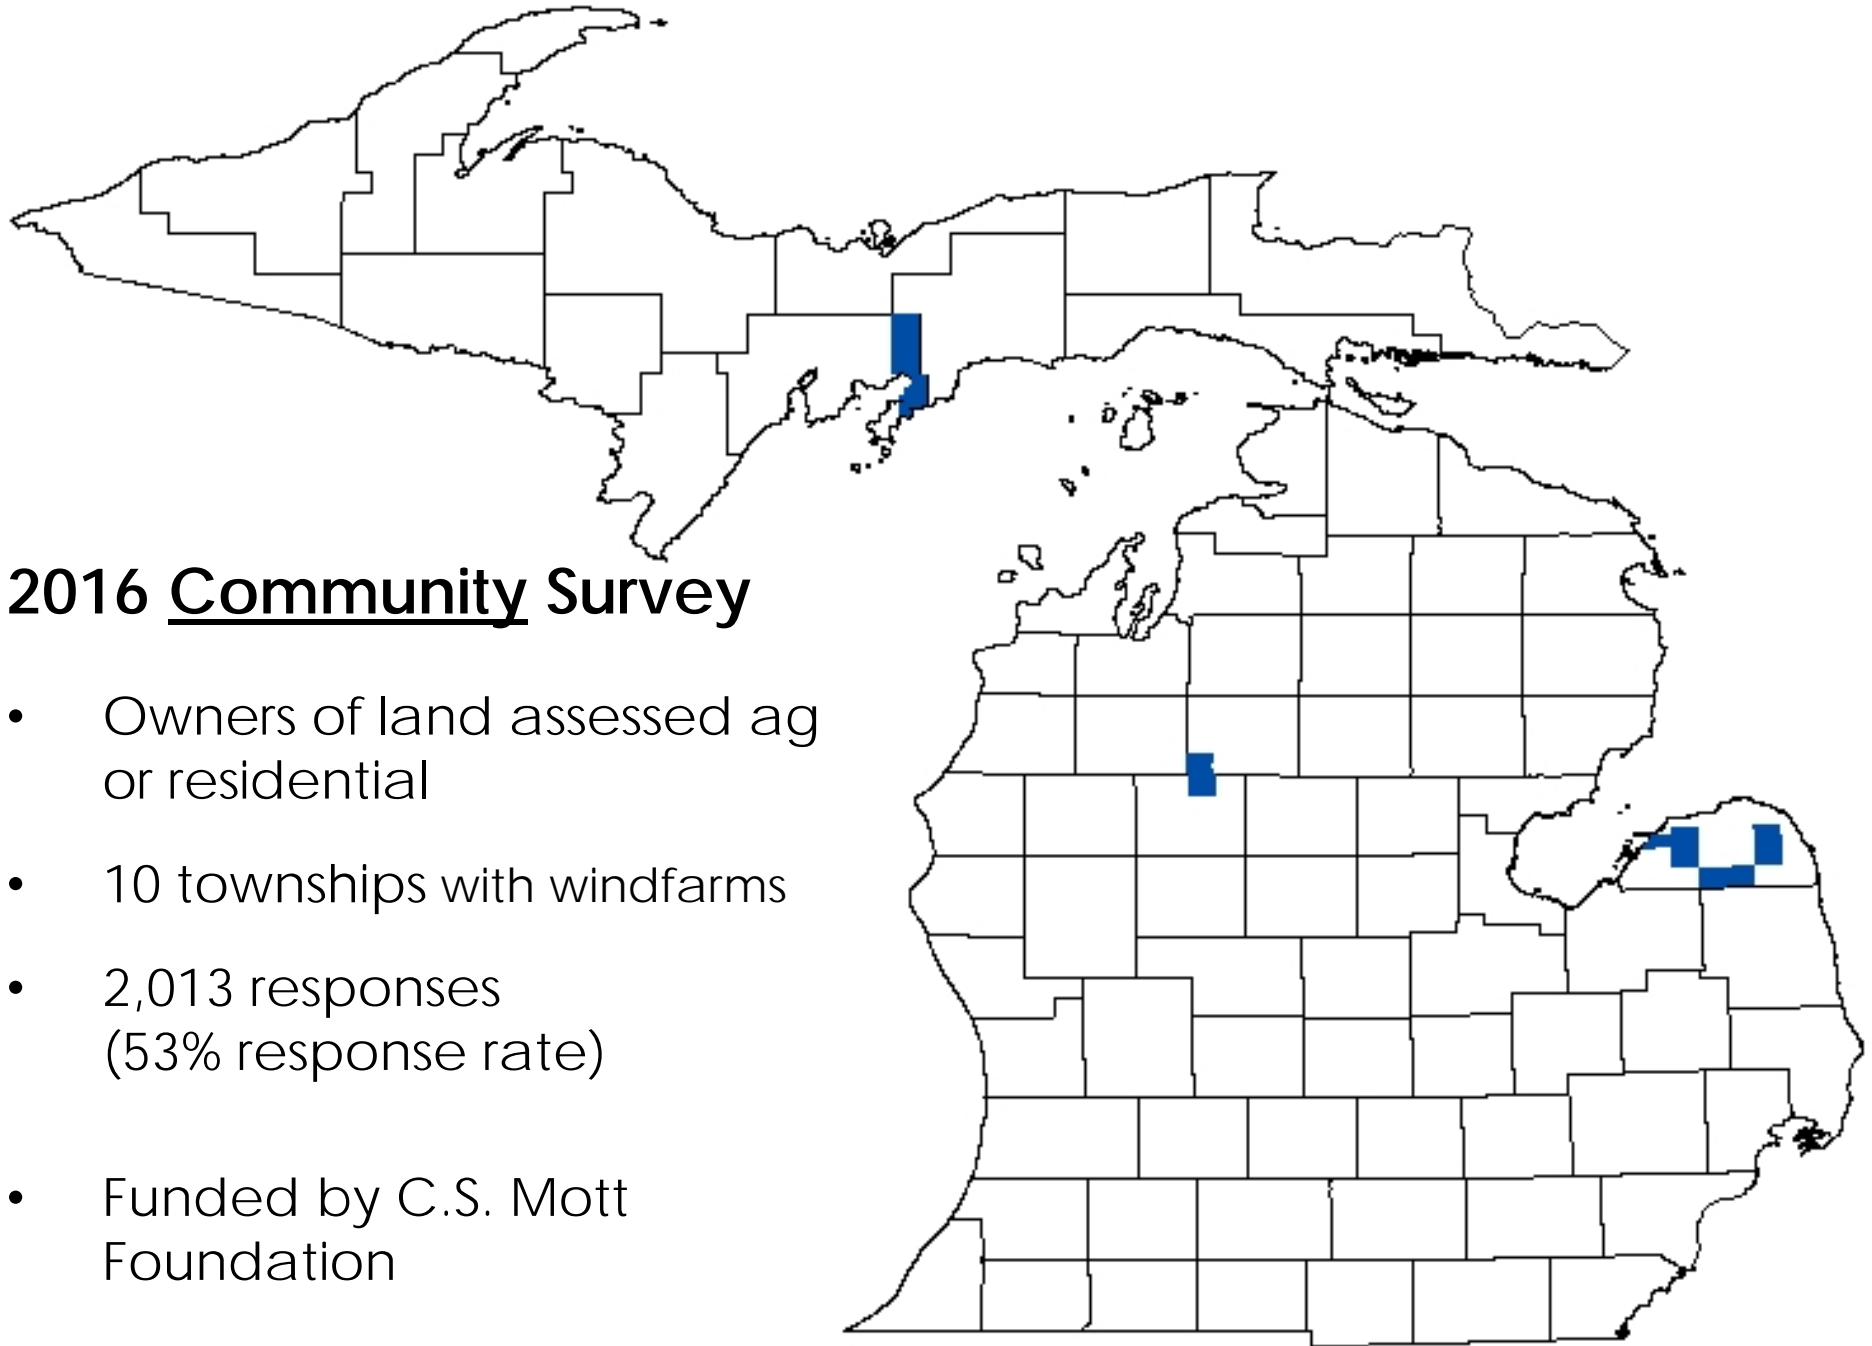 2016 Community Survey
• Owners of land assessed ag
or residential
• 10 townships with windfarms
• 2,013 responses
(53% response rate)
• Funded by C.S. Mott
Foundation